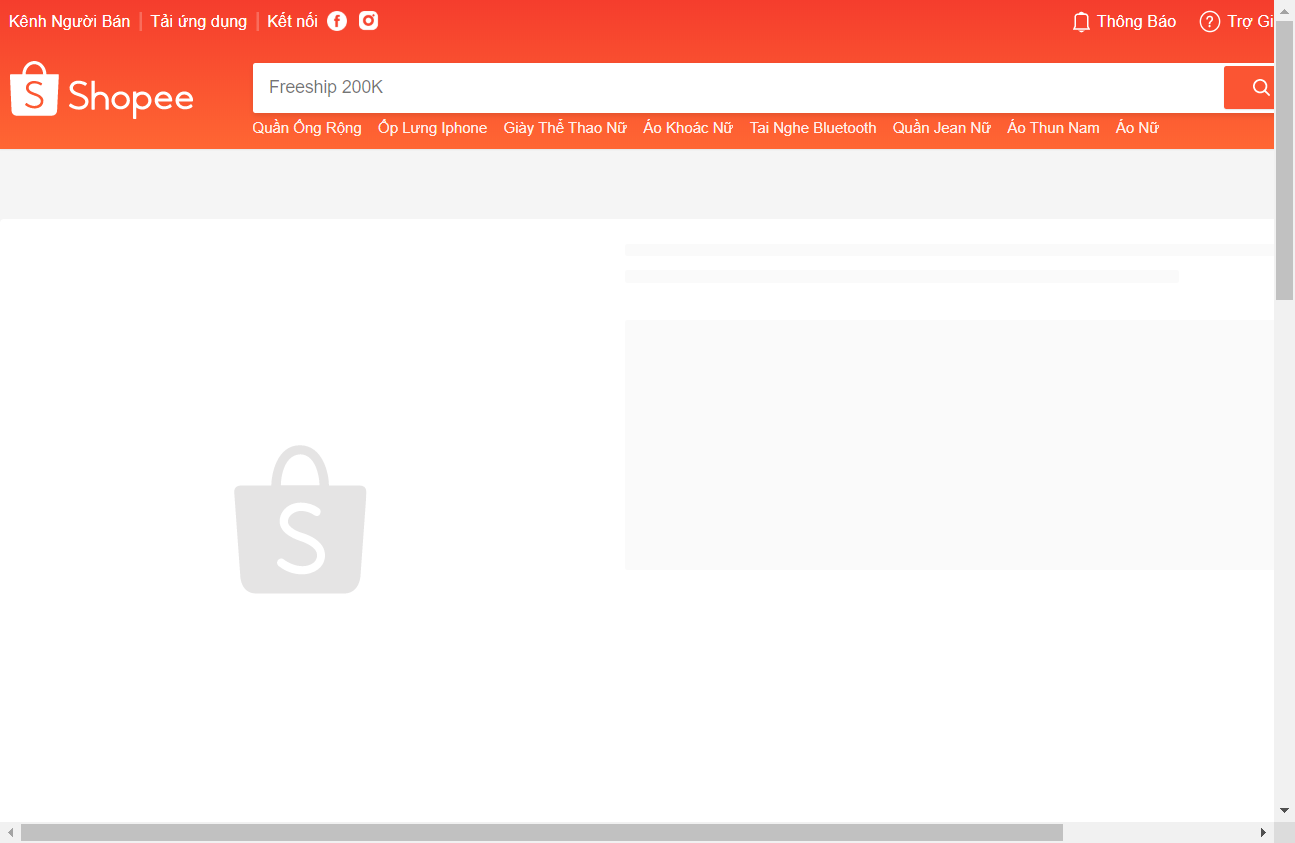 Kênh Người Bán Tải ứng dụng Kết nối Thông Báo Trợ Gi
Shopee
Freeship 200K
Quần Ống Rộng Ốp Lưng Iphone Giày Thể Thao Nữ Áo Khoác Nữ Tai Nghe Bluetooth Quần Jean Nữ Áo Thun Nam Áo Nữ